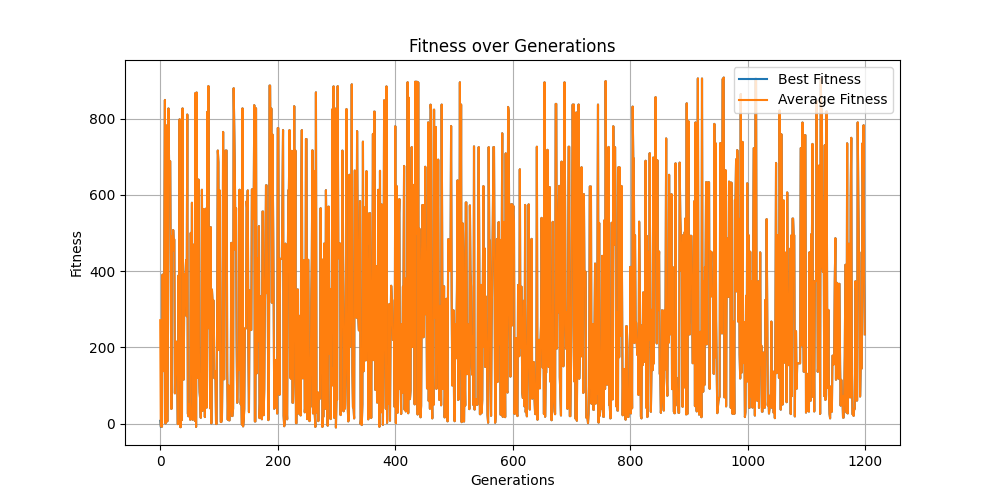 Fitness over Generations
Best Fitness
Average Fitness
Fitness
800
600
400
200
0
0 200 400 600 800 1000 1200
Generations